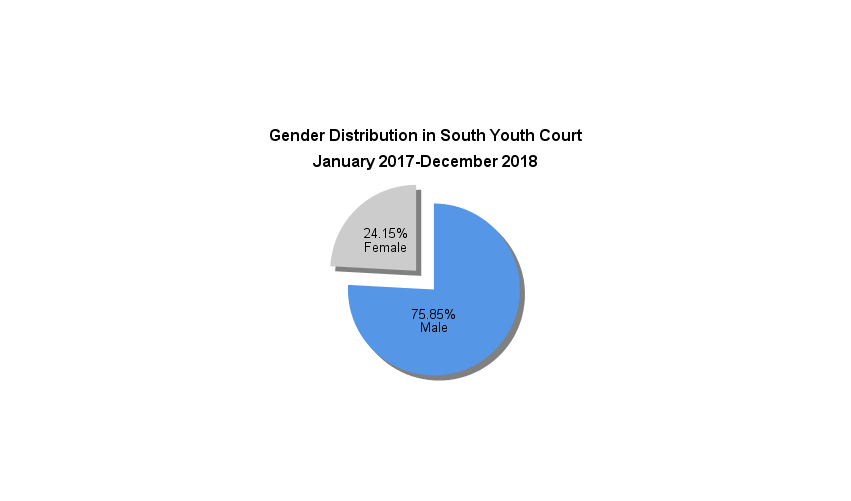 Gender Distribution in South Youth Court
January 2017-December 2018
24.15%
Female
75.85%
Male